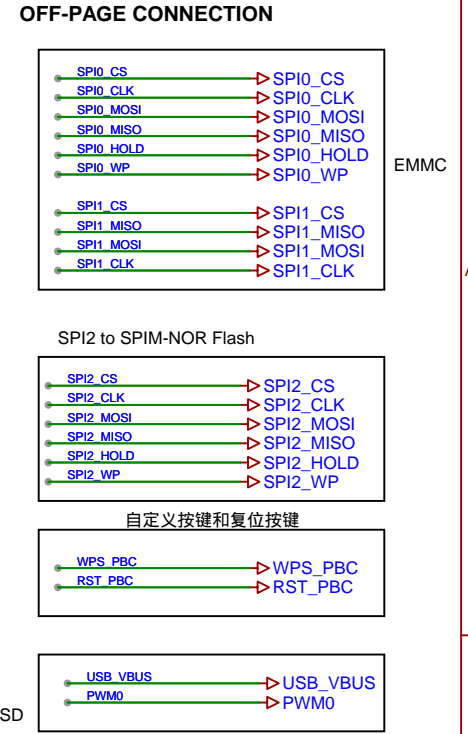 OFF-PAGE CONNECTION
SPI0_CS SPI0_CS
SPI0_CLK SPI0_CLK
SPI0_MOSI SPI0_MOSI
SPI0_MISO SPI0_MISO
SPI0_HOLD SPI0_HOLD
SPI0_WP SPI0_WP
EMMC
SPI1_CS SPI1_CS
SPI1_MISO SPI1_MISO
SPI1_MOSI SPI1_MOSI
SPI1_CLK SPI1_CLK
SPI2 to SPIM-NOR Flash
SPI2_CS SPI2_CS
SPI2_CLK SPI2_CLK
SPI2_MOSI SPI2_MOSI
SPI2_MISO SPI2_MISO
SPI2_HOLD SPI2_HOLD
SPI2_WP SPI2_WP
自定义按键和复位按键
WPS_PBC WPS_PBC
RST_PBC RST_PBC
USB_VBUS USB_VBUS
PWM0 PWM0
SD